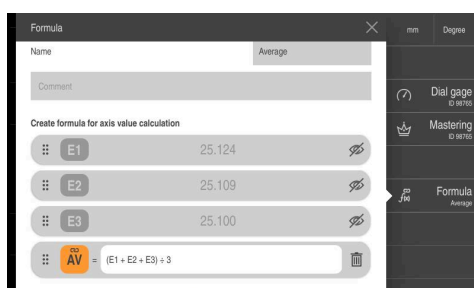 Formula
mm Degree
Name Average
Comment
Dial gage
ID 98765
Mastering
ID 98765
Create formula for axis value calculation
E1 25.124
E2 25.109
E3 25.100
Formula
Average
f(x)
AV = (E1 + E2 + E3) ÷ 3